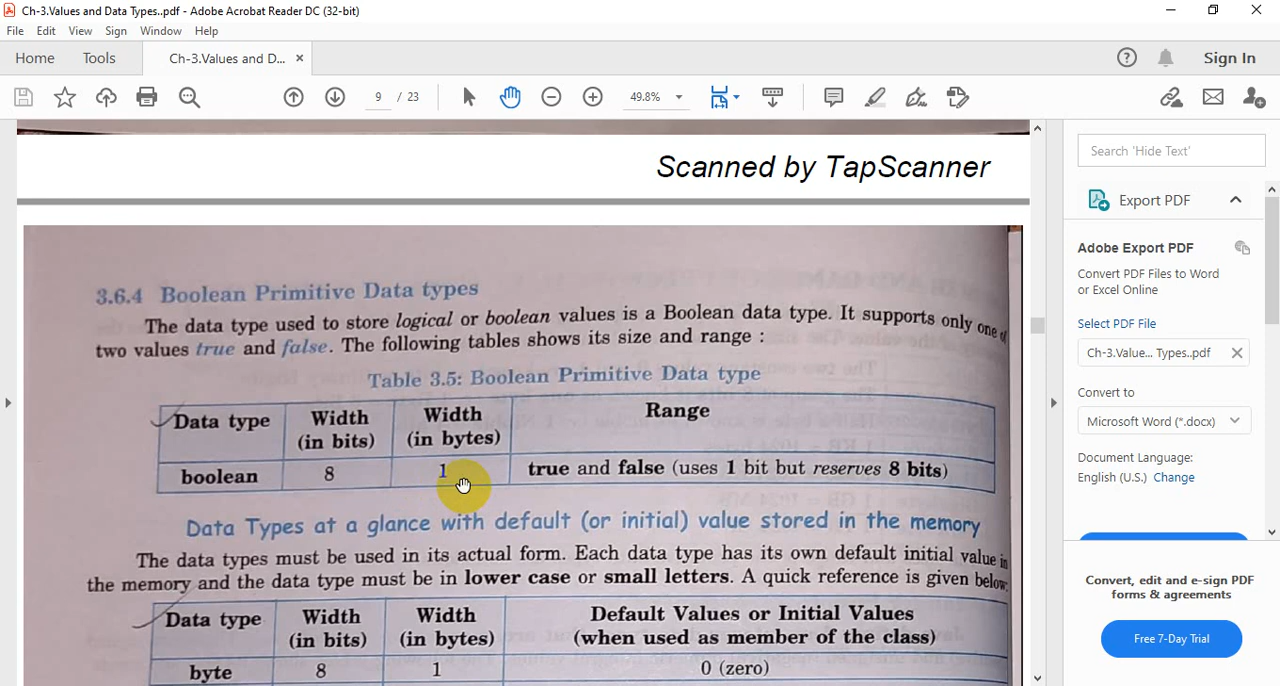 Ch-3.Values and Data Types..pdf - Adobe Acrobat Reader DC (32-bit)
File Edit View Sign Window Help
Home Tools Ch-3.Values and D... × Sign In
9 / 23 49.8%
Scanned by TapScanner
3.6.4 Boolean Primitive Data types
The data type used to store logical or boolean values is a Boolean data type. It supports only one of
two values true and false. The following tables shows its size and range :
Table 3.5: Boolean Primitive Data type
Data type Width (in bits) Width (in bytes) Range
boolean 8 1 true and false (uses 1 bit but reserves 8 bits)
Data Types at a glance with default (or initial) value stored in the memory
The data types must be used in its actual form. Each data type has its own default initial value in
the memory and the data type must be in lower case or small letters. A quick reference is given below:
Data type Width (in bits) Width (in bytes) Default Values or Initial Values (when used as member of the class)
byte 8 1 0 (zero)
Search 'Hide Text'
Export PDF
Adobe Export PDF
Convert PDF Files to Word
or Excel Online
Select PDF File
Ch-3.Value... Types..pdf
Convert to
Microsoft Word (*.docx)
Document Language:
English (U.S.) Change
Convert, edit and e-sign PDF
forms & agreements
Free 7-Day Trial